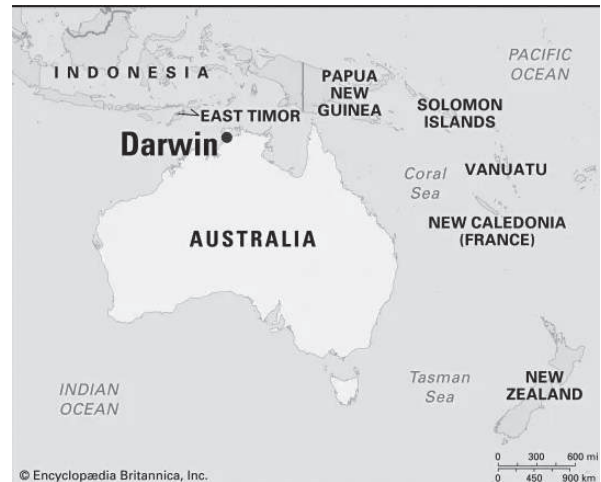 PACIFIC
OCEAN
INDONESIA
PAPUA
NEW
GUINEA
SOLOMON
ISLANDS
EAST TIMOR
Darwin
Coral
Sea
VANUATU
NEW CALEDONIA
(FRANCE)
AUSTRALIA
INDIAN
OCEAN
Tasman
Sea
NEW
ZEALAND
0 300 600 mi
0 450 900 km
© Encyclopædia Britannica, Inc.